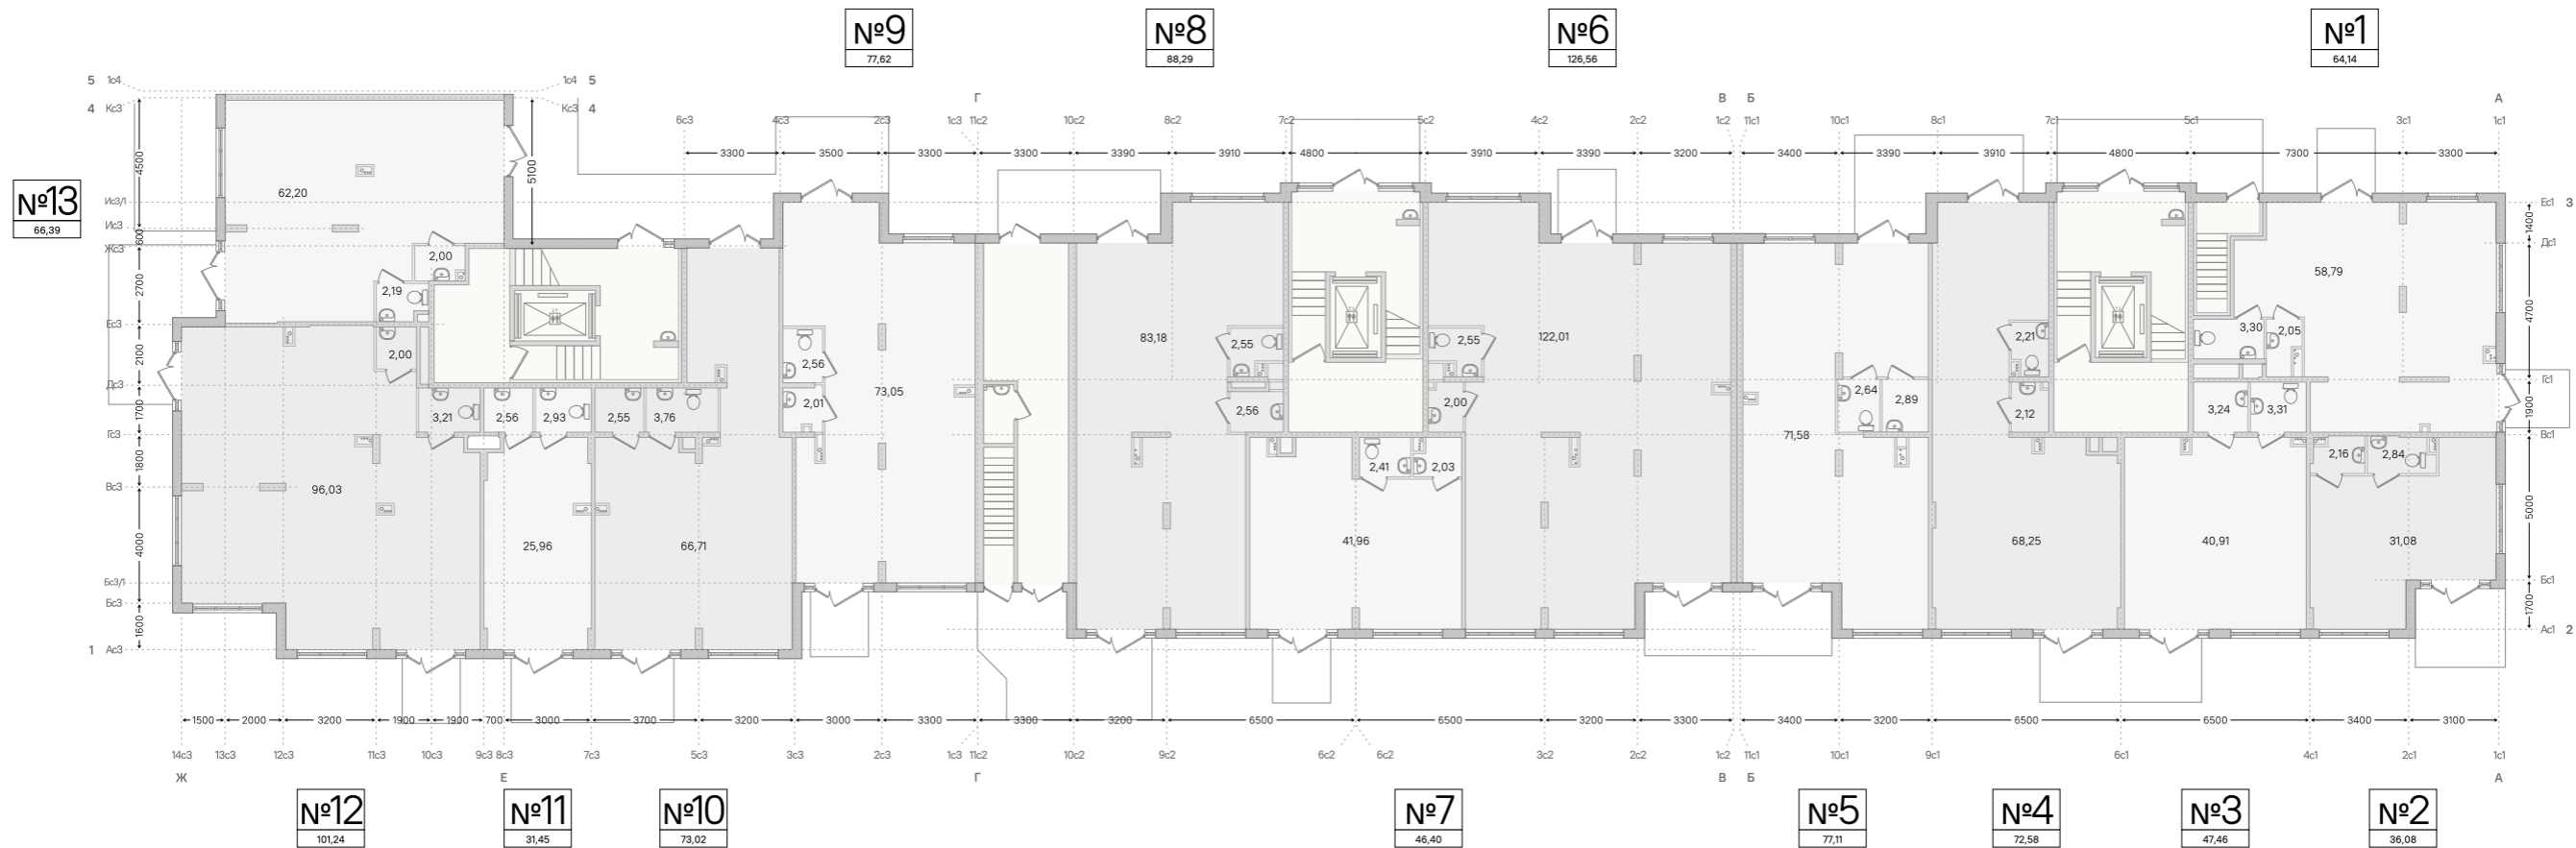 №9
77,62
№8
88,29
№6
126,56
№1
64,14
5 1с4 1с4 5
4 Кс3 Кс3 4
Г В Б А
6с3 4с3 2с3 1с3 11с2 10с2 8с2 7с2 5с2 4с2 2с2 1с2 11с1 10с1 8с1 7с1 5с1 3с1 1с1
3300 3500 3300 3300 3390 3910 4800 3910 3390 3200 3400 3390 3910 4800 7300 3300
4500 5100
№13
66,39
62,20
Ис3/1 Ес1 3
Ис3 1400
600
Жс3 Дс1
2,00
2700 2,19 58,79 4700
Ес3
2100 2,00 2,56 83,18 2,55 2,55 122,01 2,21 3,30 2,05
Дс3 73,05 Гс1
1700 3,21 2,56 2,93 2,55 3,76 2,01 2,56 2,00 2,64 2,89 2,12 3,24 3,31 1900
Гс3 71,53 Вс1
1800 2,41 2,03 2,16 2,84
Вс3 96,03 5000
4000 25,96 66,71 41,96 68,25 40,91 31,08
Бс3/1 Бс1
Бс3 1700
1600 Ас1 2
1 Ас3
1500 2000 3200 1900 1900 700 3000 3700 3200 3000 3300 3300 3200 6500 6500 3200 3300 3400 3200 6500 6500 3400 3100
14с3 13с3 12с3 11с3 10с3 9с3 8с3 7с3 5с3 3с3 2с3 1с3 11с2 10с2 9с2 6с2 6с2 3с2 2с2 1с2 11с1 10с1 9с1 6с1 4с1 2с1 1с1
Ж Е Г В Б А
№12
101,24
№11
31,45
№10
73,02
№7
46,40
№5
77,11
№4
72,58
№3
47,46
№2
36,08